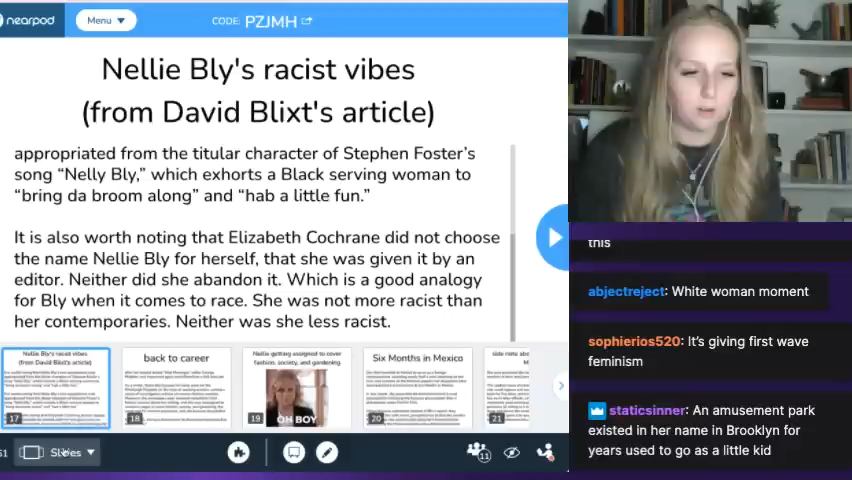 nearpod
Menu ▼
CODE: PZJMH
Nellie Bly's racist vibes
(from David Blixt's article)
appropriated from the titular character of Stephen Foster's
song “Nelly Bly,” which exhorts a Black serving woman to
“bring da broom along” and “hab a little fun.”
It is also worth noting that Elizabeth Cochrane did not choose
the name Nellie Bly for herself, that she was given it by an
editor. Neither did she abandon it. Which is a good analogy
for Bly when it comes to race. She was not more racist than
her contemporaries. Neither was she less racist.
this
abjectreject: White woman moment
sophierios520: It's giving first wave
feminism
staticsinner: An amusement park
existed in her name in Brooklyn for
years used to go as a little kid
Nellie Bly's racist vibes
(from David Blixt's article)
17
back to career
18
Nellie getting assigned to cover
fashion, society, and gardening
OH BOY
19
Six Months in Mexico
20
side note abou
21
Slides ▼
11